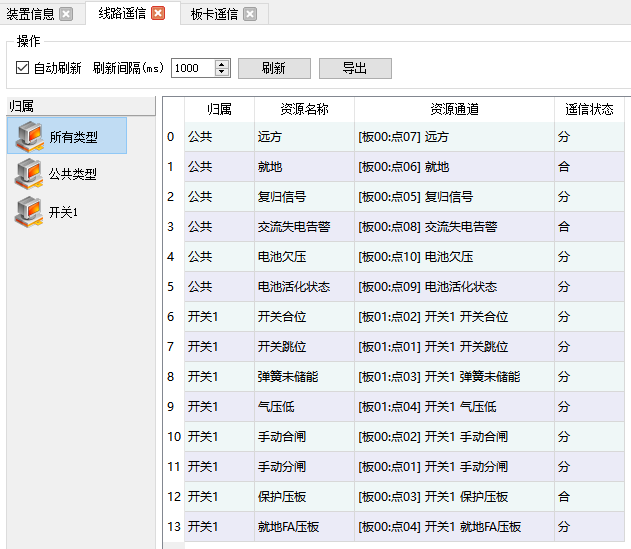 装置信息 线路遥信 板卡遥信
操作
自动刷新 刷新间隔(ms) 1000 刷新 导出
归属
所有类型
公共类型
开关1
归属 资源名称 资源通道 遥信状态
0 公共 远方 [板00:点07] 远方 分
1 公共 就地 [板00:点06] 就地 合
2 公共 复归信号 [板00:点05] 复归信号 分
3 公共 交流失电告警 [板00:点08] 交流失电告警 合
4 公共 电池欠压 [板00:点10] 电池欠压 分
5 公共 电池活化状态 [板00:点09] 电池活化状态 分
6 开关1 开关合位 [板01:点02] 开关1 开关合位 分
7 开关1 开关跳位 [板01:点01] 开关1 开关跳位 分
8 开关1 弹簧未储能 [板01:点03] 开关1 弹簧未储能 分
9 开关1 气压低 [板01:点04] 开关1 气压低 分
10 开关1 手动合闸 [板00:点02] 开关1 手动合闸 分
11 开关1 手动分闸 [板00:点01] 开关1 手动分闸 分
12 开关1 保护压板 [板00:点03] 开关1 保护压板 合
13 开关1 就地FA压板 [板00:点04] 开关1 就地FA压板 分